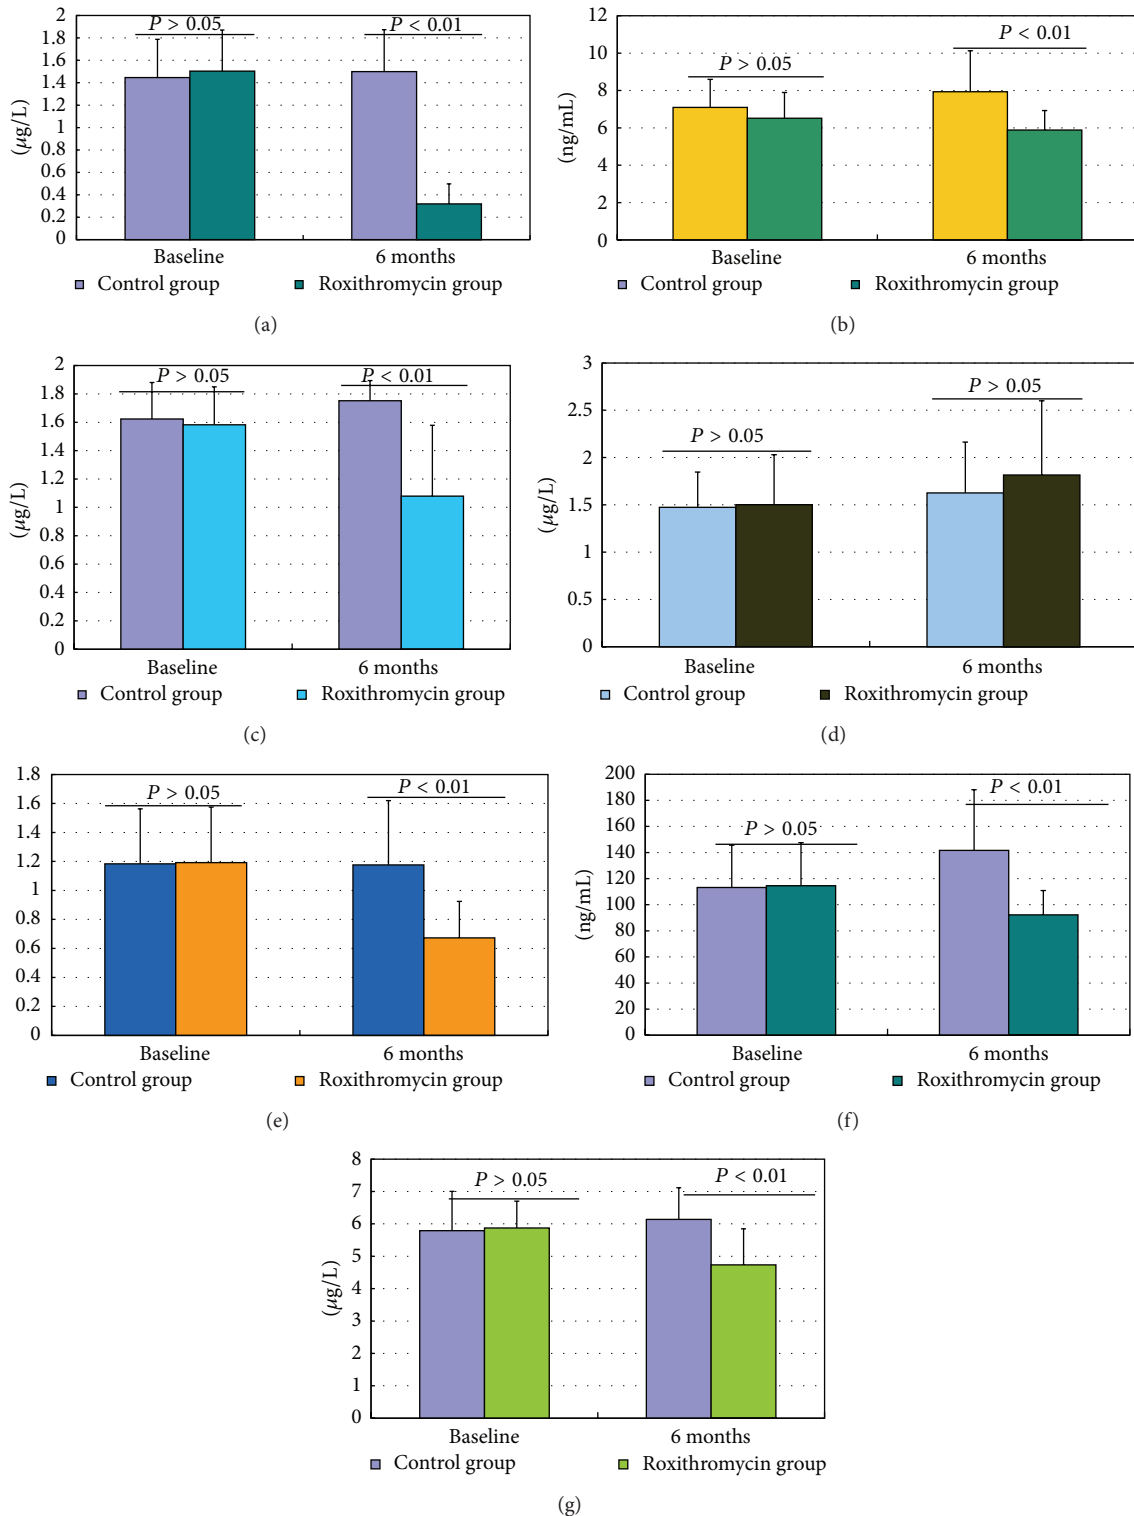 2
1.8
1.6
1.4
1.2
1
0.8
0.6
0.4
0.2
0
(μg/L)
P > 0.05
P < 0.01
Baseline
6 months
Control group
Roxithromycin group
(a)
12
10
8
6
4
2
0
(ng/mL)
P > 0.05
P < 0.01
Baseline
6 months
Control group
Roxithromycin group
(b)
2
1.8
1.6
1.4
1.2
1
0.8
0.6
0.4
0.2
0
(μg/L)
P > 0.05
P < 0.01
Baseline
6 months
Control group
Roxithromycin group
(c)
3
2.5
2
1.5
1
0.5
0
(μg/L)
P > 0.05
P > 0.05
Baseline
6 months
Control group
Roxithromycin group
(d)
1.8
1.6
1.4
1.2
1
0.8
0.6
0.4
0.2
0
P > 0.05
P < 0.01
Baseline
6 months
Control group
Roxithromycin group
(e)
200
180
160
140
120
100
80
60
40
20
0
(ng/mL)
P > 0.05
P < 0.01
Baseline
6 months
Control group
Roxithromycin group
(f)
8
7
6
5
4
3
2
1
0
(μg/L)
P > 0.05
P < 0.01
Baseline
6 months
Control group
Roxithromycin group
(g)